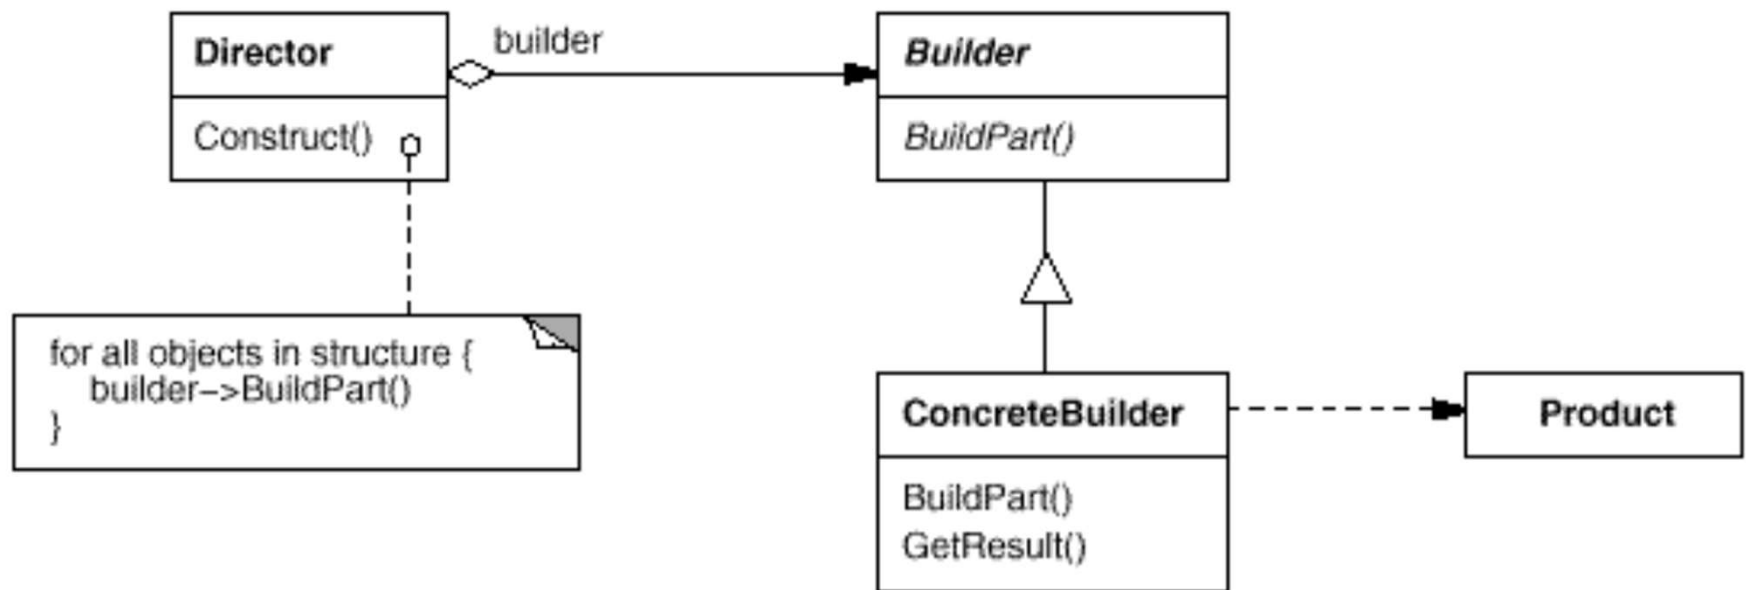 Director
Construct()
builder
Builder
BuildPart()
for all objects in structure {
builder->BuildPart()
}
ConcreteBuilder
BuildPart()
GetResult()
Product